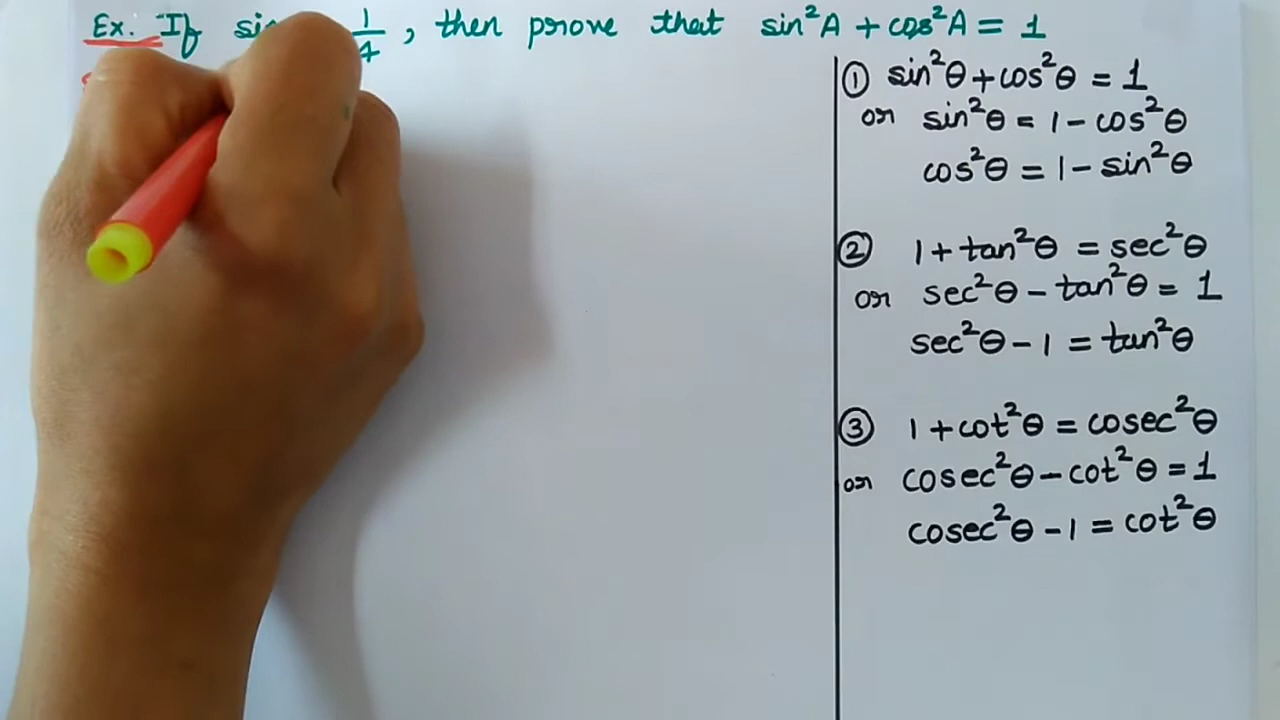 Ex. If si 1/4, then prove that sin²A + cos²A = 1
① sin²θ + cos²θ = 1
or sin²θ = 1 - cos²θ
cos²θ = 1 - sin²θ
② 1 + tan²θ = sec²θ
or sec²θ - tan²θ = 1
sec²θ - 1 = tan²θ
③ 1 + cot²θ = cosec²θ
or cosec²θ - cot²θ = 1
cosec²θ - 1 = cot²θ